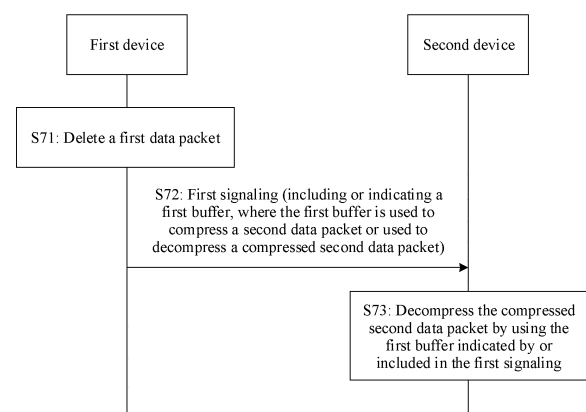 First device
Second device
S71: Delete a first data packet
S72: First signaling (including or indicating a
first buffer, where the first buffer is used to
compress a second data packet or used to
decompress a compressed second data packet)
S73: Decompress the compressed
second data packet by using the
first buffer indicated by or
included in the first signaling